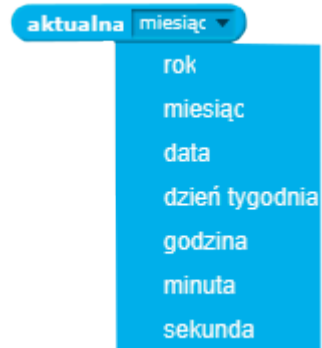 aktualna miesiąc
rok
miesiąc
data
dzień tygodnia
godzina
minuta
sekunda